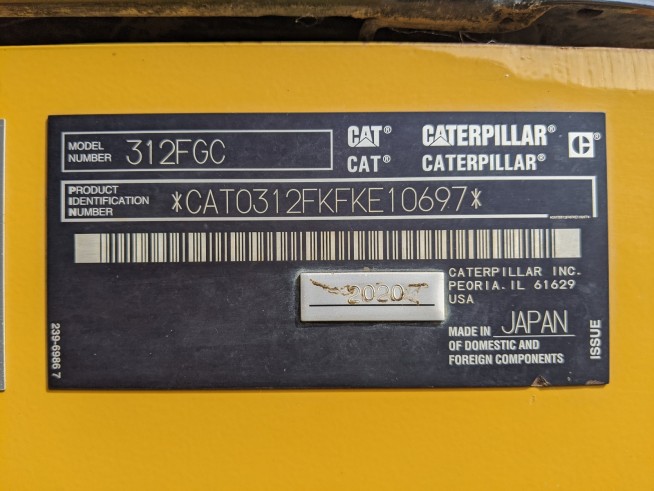 MODEL NUMBER 312FGC
CAT® CATERPILLAR® C®
CAT® CATERPILLAR®
PRODUCT IDENTIFICATION NUMBER *CAT0312FKFKE10697*
CATERPILLAR INC.
PEORIA. IL 61629
USA
2020
MADE IN JAPAN
OF DOMESTIC AND
FOREIGN COMPONENTS
ISSUE
239-6986 7